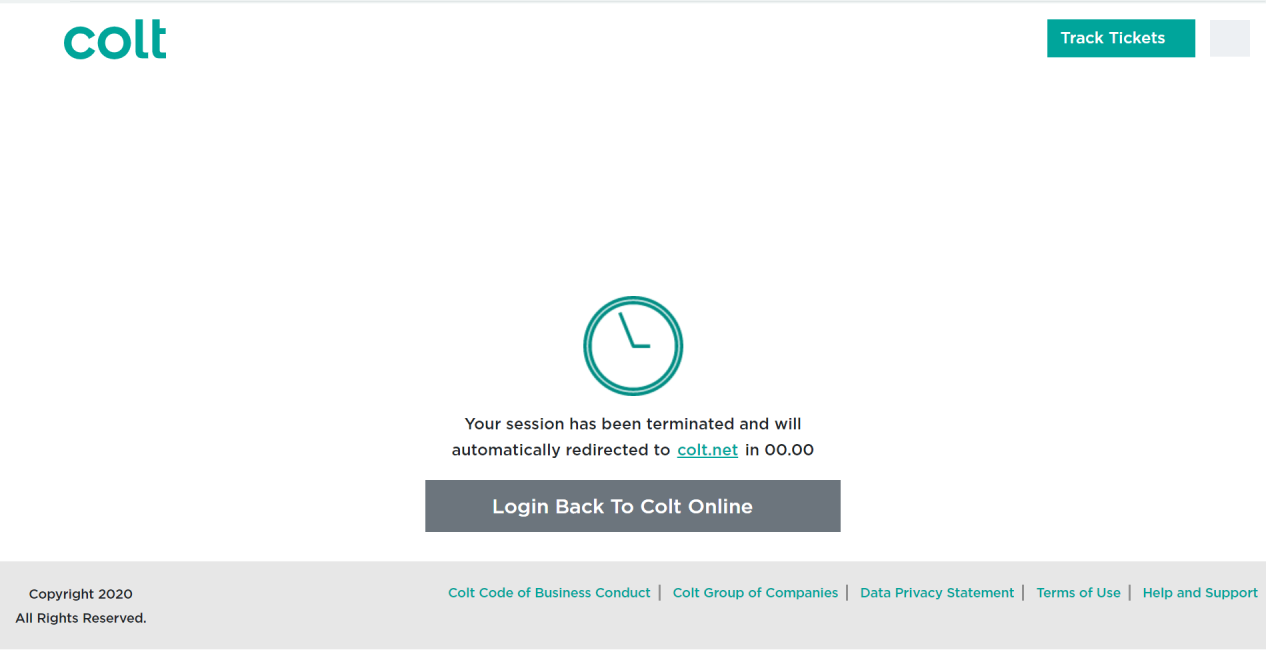 colt
Track Tickets
Your session has been terminated and will
automatically redirected to colt.net in 00.00
Login Back To Colt Online
Copyright 2020
All Rights Reserved.
Colt Code of Business Conduct | Colt Group of Companies | Data Privacy Statement | Terms of Use | Help and Support